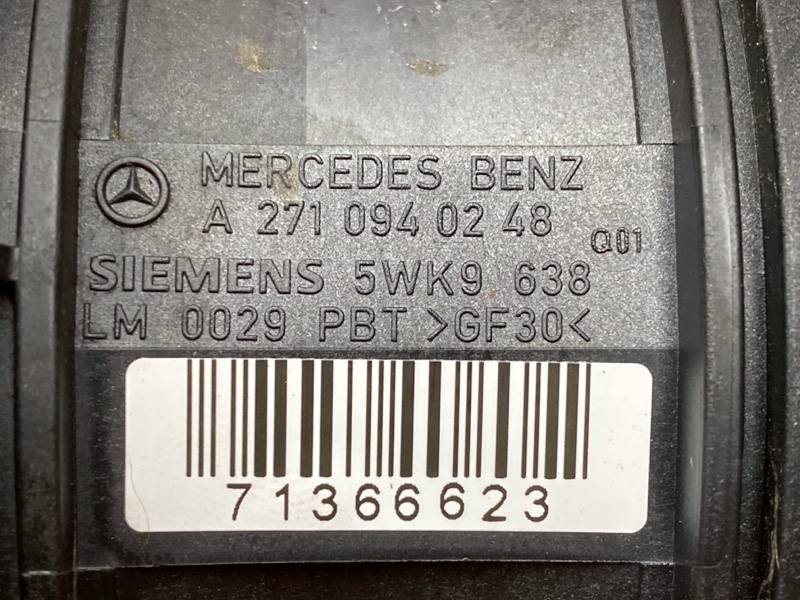 MERCEDES BENZ
A 271 094 02 48
Q01
SIEMENS 5WK9 638
LM 0029 PBT >GF30<
71366623